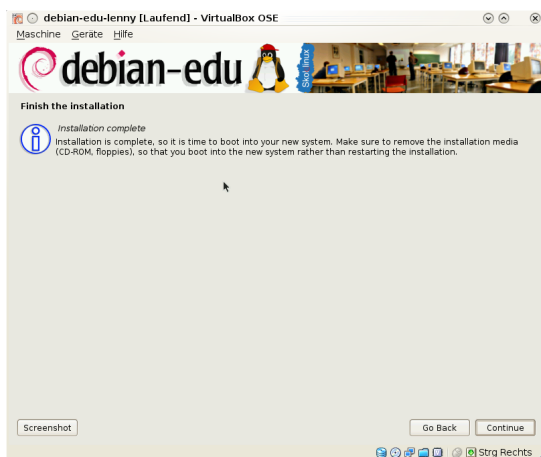 debian-edu-lenny [Laufend] - VirtualBox OSE
Maschine Geräte Hilfe
debian-edu
Skolelinux
Finish the installation
Installation complete
Installation is complete, so it is time to boot into your new system. Make sure to remove the installation media
(CD-ROM, floppies), so that you boot into the new system rather than restarting the installation.
Screenshot
Go Back
Continue
Strg Rechts